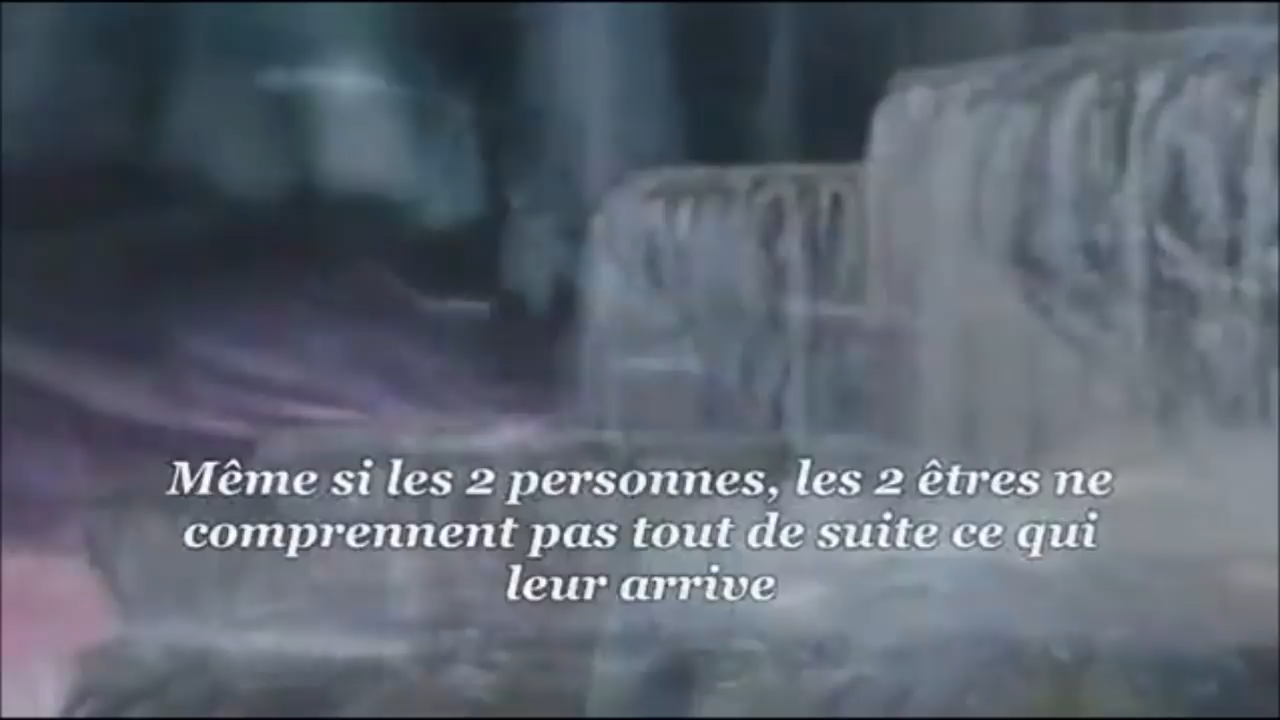 Même si les 2 personnes, les 2 êtres ne
comprennent pas tout de suite ce qui
leur arrive